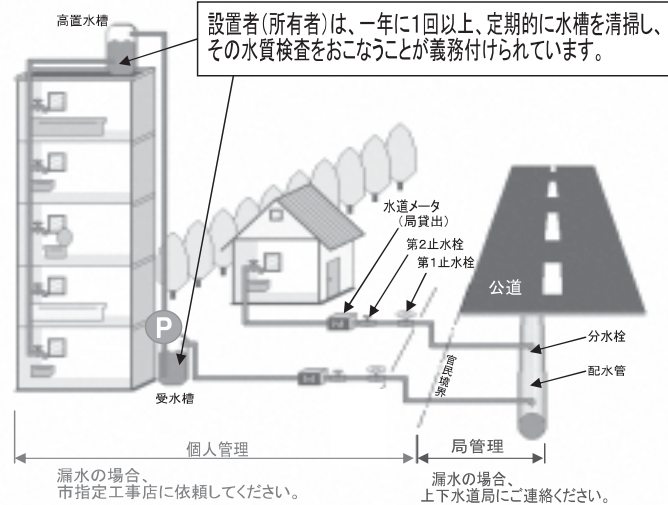 高置水槽
設置者(所有者)は、一年に1回以上、定期的に水槽を清掃し、
その水質検査をおこなうことが義務付けられています。
水道メータ
(局貸出)
第2止水栓
第1止水栓
公道
P
分水栓
官民境界
配水管
受水槽
個人管理
局管理
漏水の場合、
市指定工事店に依頼してください。
漏水の場合、
上下水道局にご連絡ください。